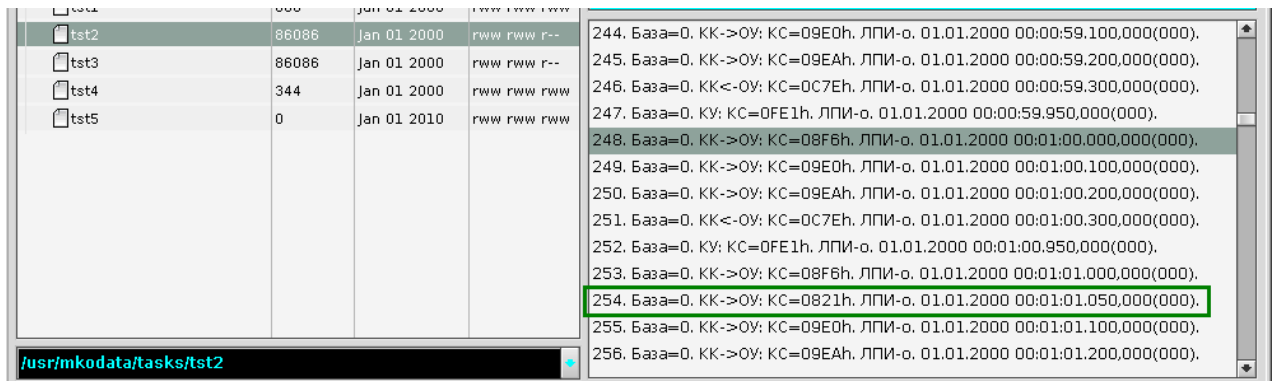 tst2 86086 Jan 01 2000 rww rww r--
tst3 86086 Jan 01 2000 rww rww r--
tst4 344 Jan 01 2000 rww rww rww
tst5 0 Jan 01 2010 rww rww rww
/usr/mkodata/tasks/tst2
244. База=0. КК->ОУ: КС=09E0h. ЛПИ-о. 01.01.2000 00:00:59.100,000(000).
245. База=0. КК->ОУ: КС=09EAh. ЛПИ-о. 01.01.2000 00:00:59.200,000(000).
246. База=0. КК<-ОУ: КС=0C7Eh. ЛПИ-о. 01.01.2000 00:00:59.300,000(000).
247. База=0. КУ: КС=0FE1h. ЛПИ-о. 01.01.2000 00:00:59.950,000(000).
248. База=0. КК->ОУ: КС=08F6h. ЛПИ-о. 01.01.2000 00:01:00.000,000(000).
249. База=0. КК->ОУ: КС=09E0h. ЛПИ-о. 01.01.2000 00:01:00.100,000(000).
250. База=0. КК->ОУ: КС=09EAh. ЛПИ-о. 01.01.2000 00:01:00.200,000(000).
251. База=0. КК<-ОУ: КС=0C7Eh. ЛПИ-о. 01.01.2000 00:01:00.300,000(000).
252. База=0. КУ: КС=0FE1h. ЛПИ-о. 01.01.2000 00:01:00.950,000(000).
253. База=0. КК->ОУ: КС=08F6h. ЛПИ-о. 01.01.2000 00:01:01.000,000(000).
254. База=0. КК->ОУ: КС=0821h. ЛПИ-о. 01.01.2000 00:01:01.050,000(000).
255. База=0. КК->ОУ: КС=09E0h. ЛПИ-о. 01.01.2000 00:01:01.100,000(000).
256. База=0. КК->ОУ: КС=09EAh. ЛПИ-о. 01.01.2000 00:01:01.200,000(000).